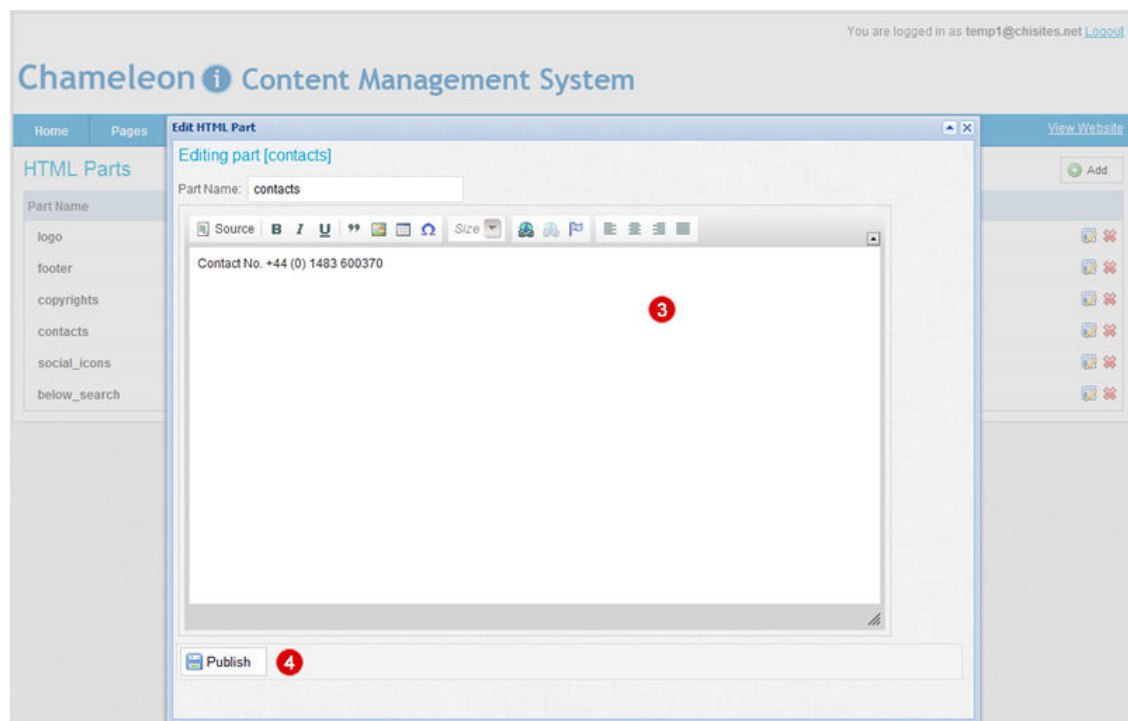 You are logged in as temp1@chisites.net Logout
Chameleon i Content Management System
Home Pages Edit HTML Part View Website
HTML Parts
Editing part [contacts]
Add
Part Name: contacts
Part Name
Source B I U Size
logo
Contact No. +44 (0) 1483 600370
footer
copyrights
3
contacts
social_icons
below_search
Publish 4